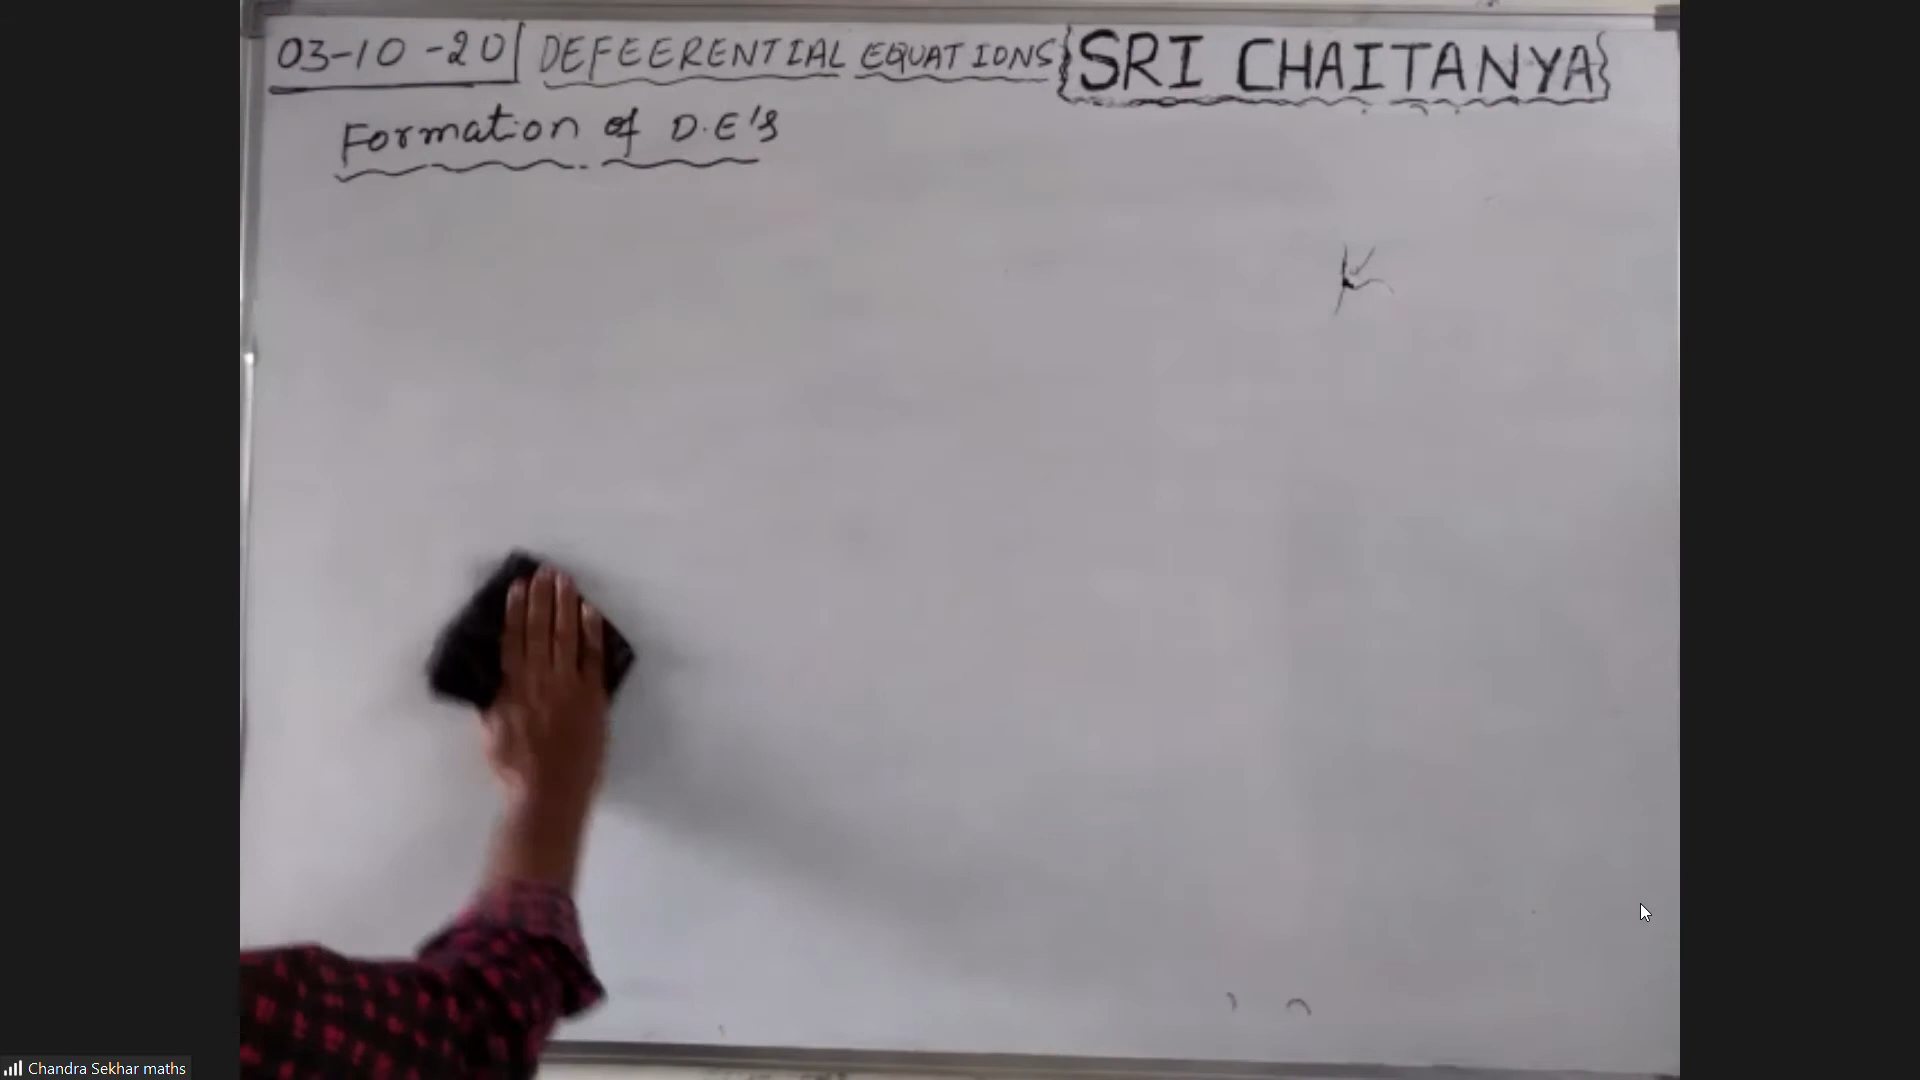 03-10-20 DEFEERENTIAL EQUATIONS {SRI CHAITANYA}
Formation of D.E's
Chandra Sekhar maths